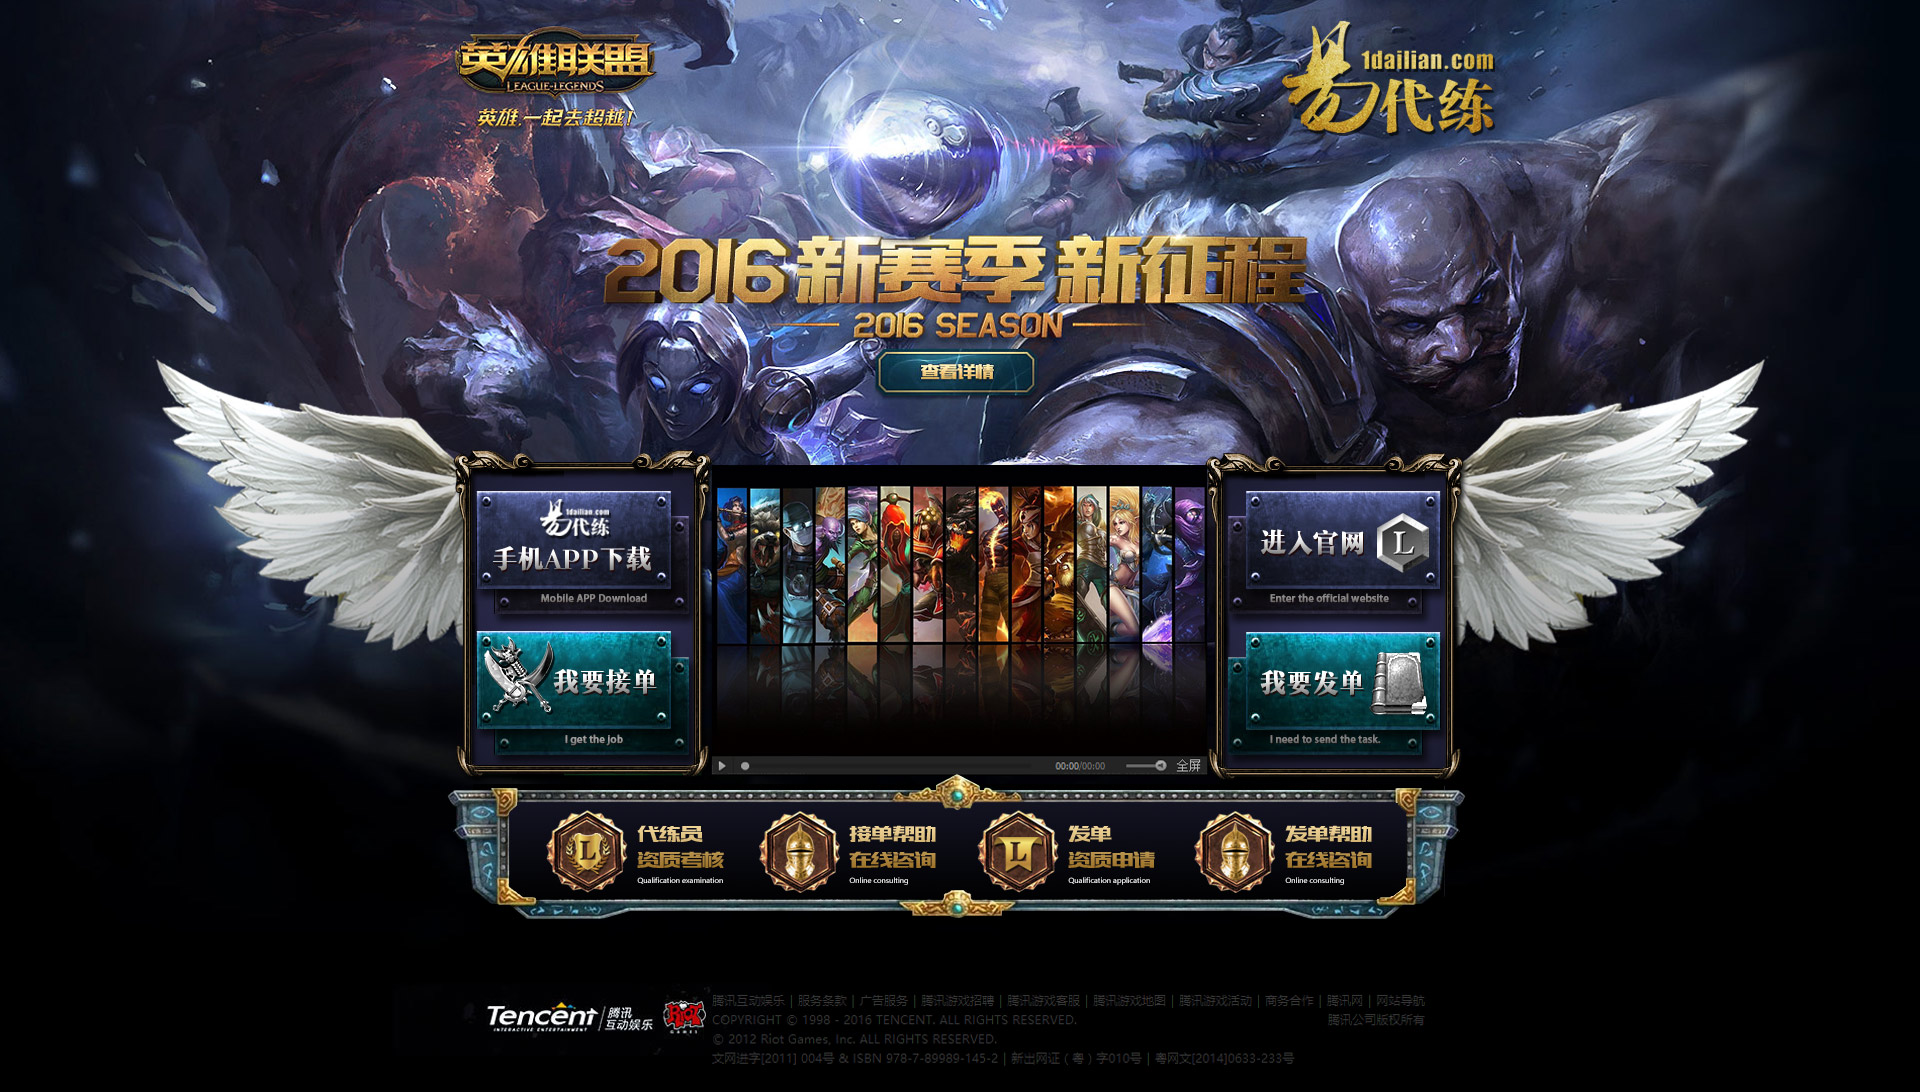 英雄联盟
LEAGUE of LEGENDS
英雄,一起去超越!
易代练
1dailian.com
2016新赛季 新征程
2016 SEASON
查看详情
易代练
1dailian.com
手机APP下载
Mobile APP Download
我要接单
I get the job
00:00/00:00
全屏
进入官网
L
Enter the official website
我要发单
I need to send the task.
L
代练员
资质考核
Qualification examination
接单帮助
在线咨询
Online consulting
L
发单
资质申请
Qualification application
发单帮助
在线咨询
Online consulting
Tencent
INTERACTIVE ENTERTAINMENT
腾讯
互动娱乐
RIOT
GAMES
腾讯互动娱乐 | 服务条款 | 广告服务 | 腾讯游戏招聘 | 腾讯游戏客服 | 腾讯游戏地图 | 腾讯游戏活动 | 商务合作 | 腾讯网 | 网站导航
COPYRIGHT © 1998 - 2016 TENCENT. ALL RIGHTS RESERVED.
腾讯公司版权所有
© 2012 Riot Games, Inc. ALL RIGHTS RESERVED.
文网进字[2011] 004号 & ISBN 978-7-89989-145-2 | 新出网证（粤）字010号 | 粤网文[2014]0633-233号